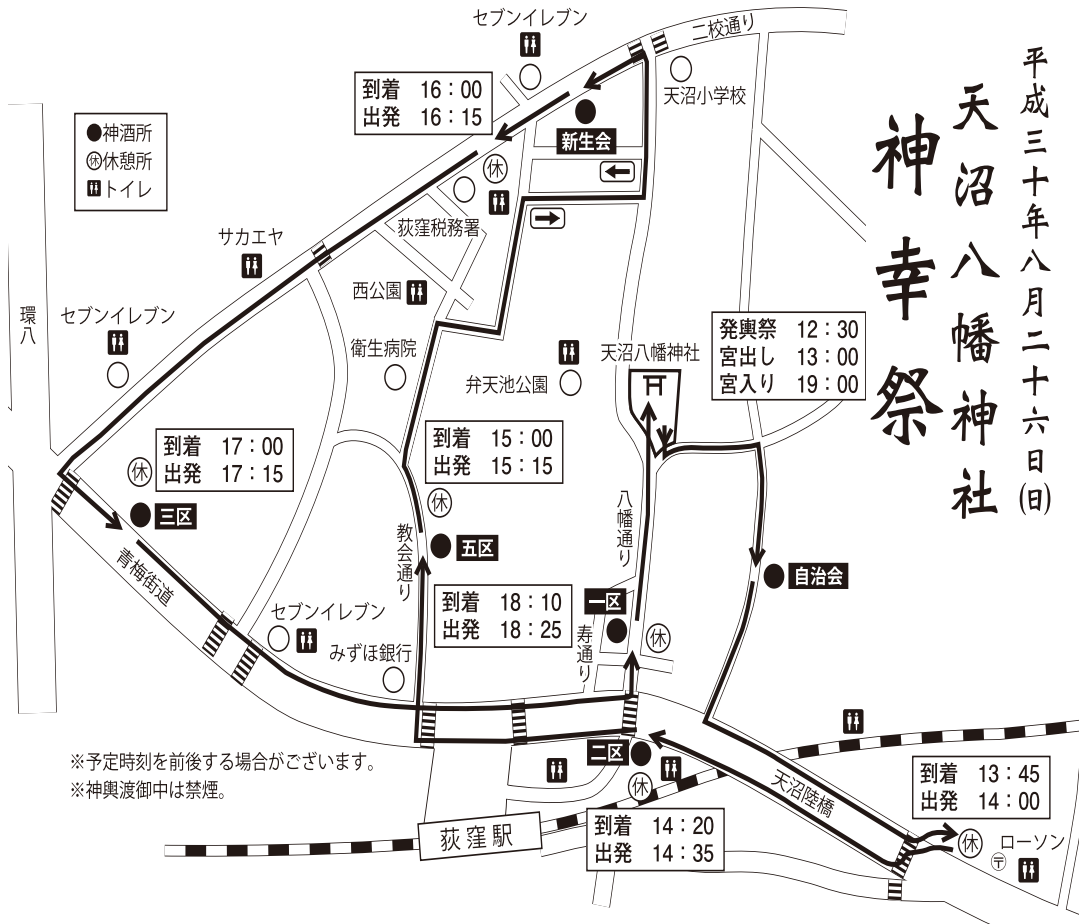 平成三十年八月二十六日(日)
天沼八幡神社
神幸祭
セブンイレブン
二校通り
天沼小学校
到着 16:00
出発 16:15
新生会
●神酒所
㊡休憩所
トイレ
休
荻窪税務署
サカエヤ
西公園
環八
セブンイレブン
衛生病院
弁天池公園
天沼八幡神社
発輿祭 12:30
宮出し 13:00
宮入り 19:00
到着 17:00
出発 17:15
休
三区
到着 15:00
出発 15:15
休
五区
教会通り
八幡通り
青梅街道
自治会
セブンイレブン
みずほ銀行
到着 18:10
出発 18:25
一区
休
寿通り
二区
休
※予定時刻を前後する場合がございます。
※神輿渡御中は禁煙。
荻窪駅
到着 14:20
出発 14:35
天沼陸橋
到着 13:45
出発 14:00
休
ローソン
〒